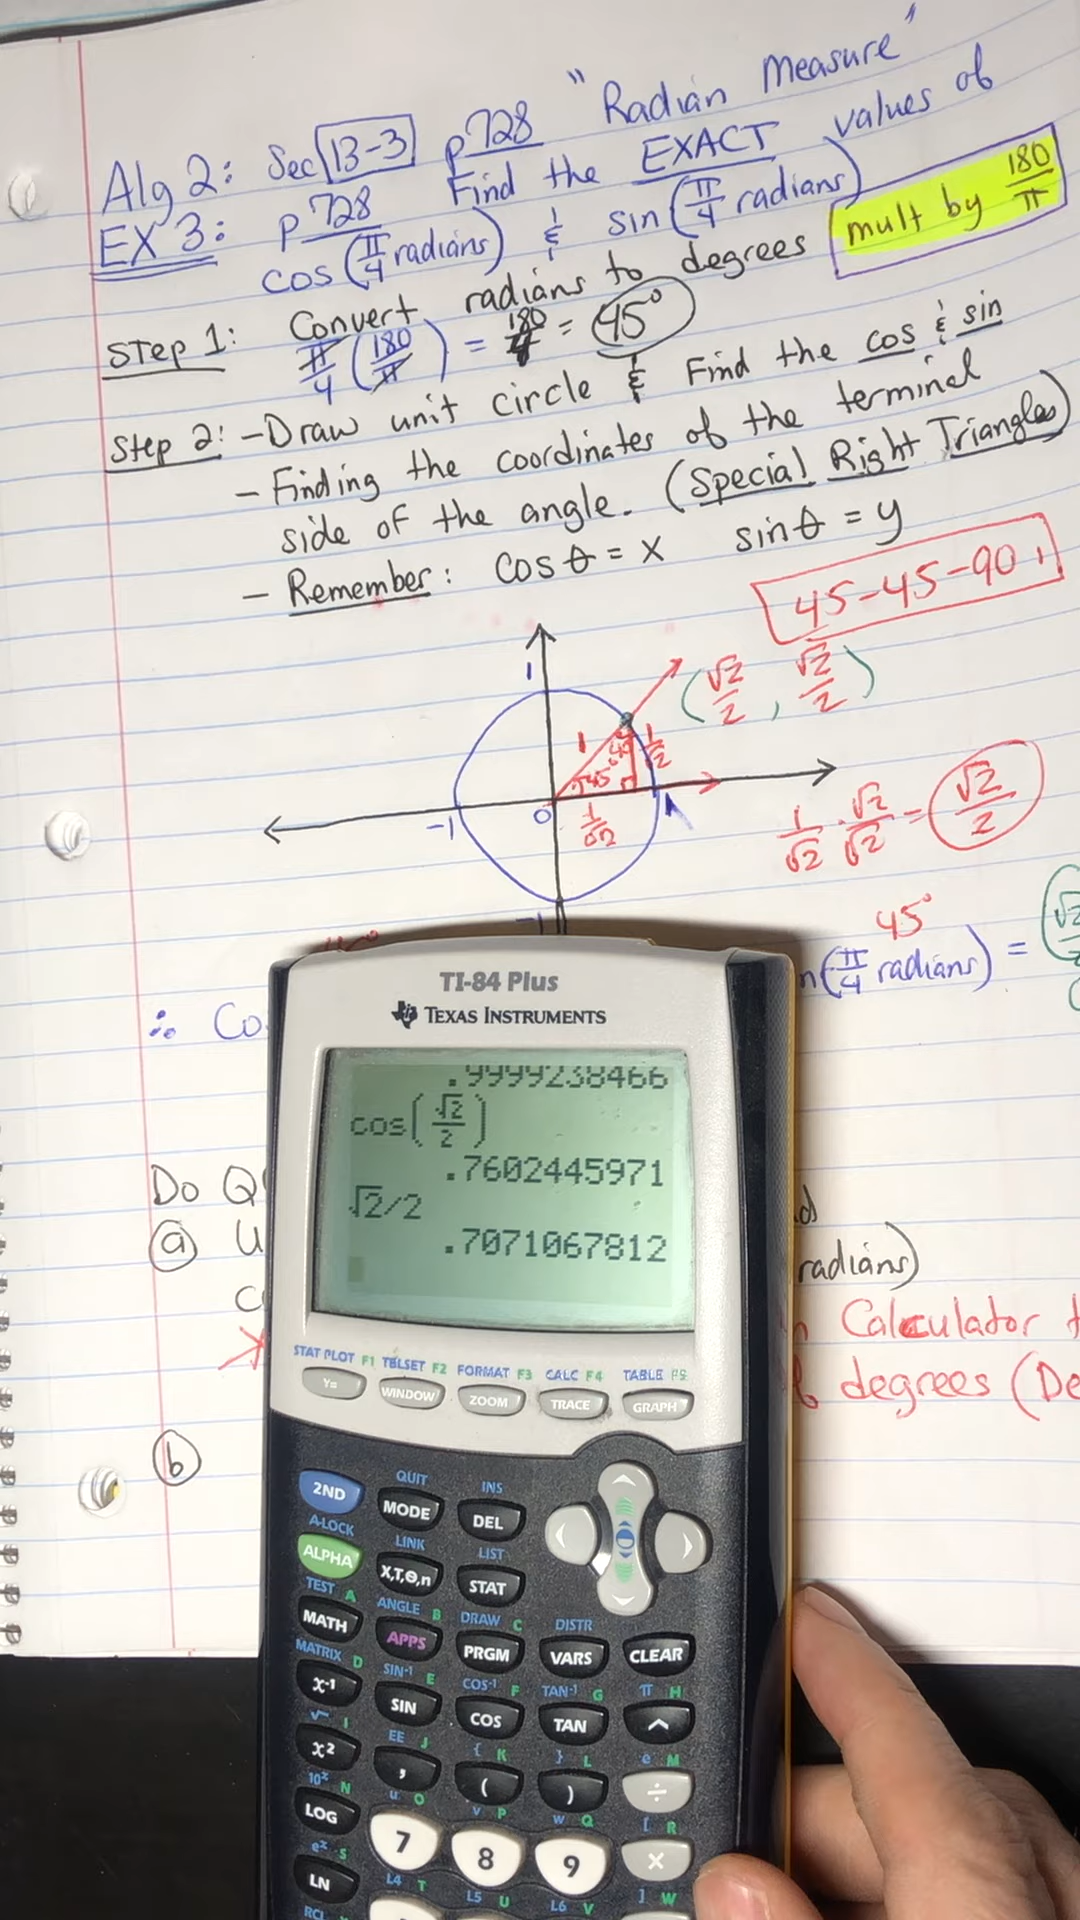 Alg 2: Sec 13-3 p728 "Radian Measure"
EX 3: p728 Find the EXACT values of
cos(π/4 radians) & sin(π/4 radians)
mult by 180/π
Step 1: Convert radians to degrees
π/4 (180/π) = 180/4 = 45°
Step 2: - Draw unit circle & Find the cos & sin
- Finding the coordinates of the terminal
side of the angle. (Special Right Triangles)
- Remember: cos θ = x sin θ = y
45-45-90
1
(√2/2, √2/2)
1
45°
45°
1/√2
-1
0
1/√2
1
1/√2 · √2/√2 = √2/2
-1
45°
∴ Co
n(π/4 radians) =
TI-84 Plus
TEXAS INSTRUMENTS
.9999238466
cos(√2/2)
.7602445971
√2/2
.7071067812
Do Q
(a) U
radians)
Calculator
degrees (De
(b)
STAT PLOT F1 TBLSET F2 FORMAT F3 CALC F4 TABLE F5
Y= WINDOW ZOOM TRACE GRAPH
QUIT INS
2ND MODE DEL
A-LOCK LINK LIST
ALPHA X,T,θ,n STAT
TEST A ANGLE B DRAW C DISTR
MATH APPS PRGM VARS CLEAR
MATRIX D SIN⁻¹ E COS⁻¹ F TAN⁻¹ G π H
x⁻¹ SIN COS TAN ^
√ I EE J { K } L e M
x² , ( ) ÷
10ˣ N u O v P w Q [ R
LOG 7 8 9 ×
eˣ S L4 T L5 U L6 V ] W
LN
RCL